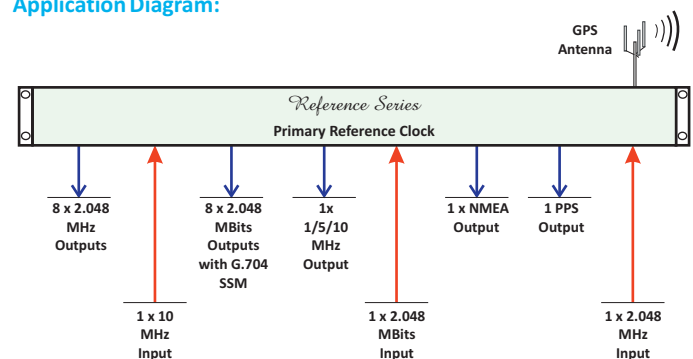 Application Diagram:
GPS
Antenna
Reference Series
Primary Reference Clock
8 x 2.048
MHz
Outputs
8 x 2.048
MBits
Outputs
with G.704
SSM
1x
1/5/10
MHz
Output
1 x NMEA
Output
1 PPS
Output
1 x 10
MHz
Input
1 x 2.048
MBits
Input
1 x 2.048
MHz
Input